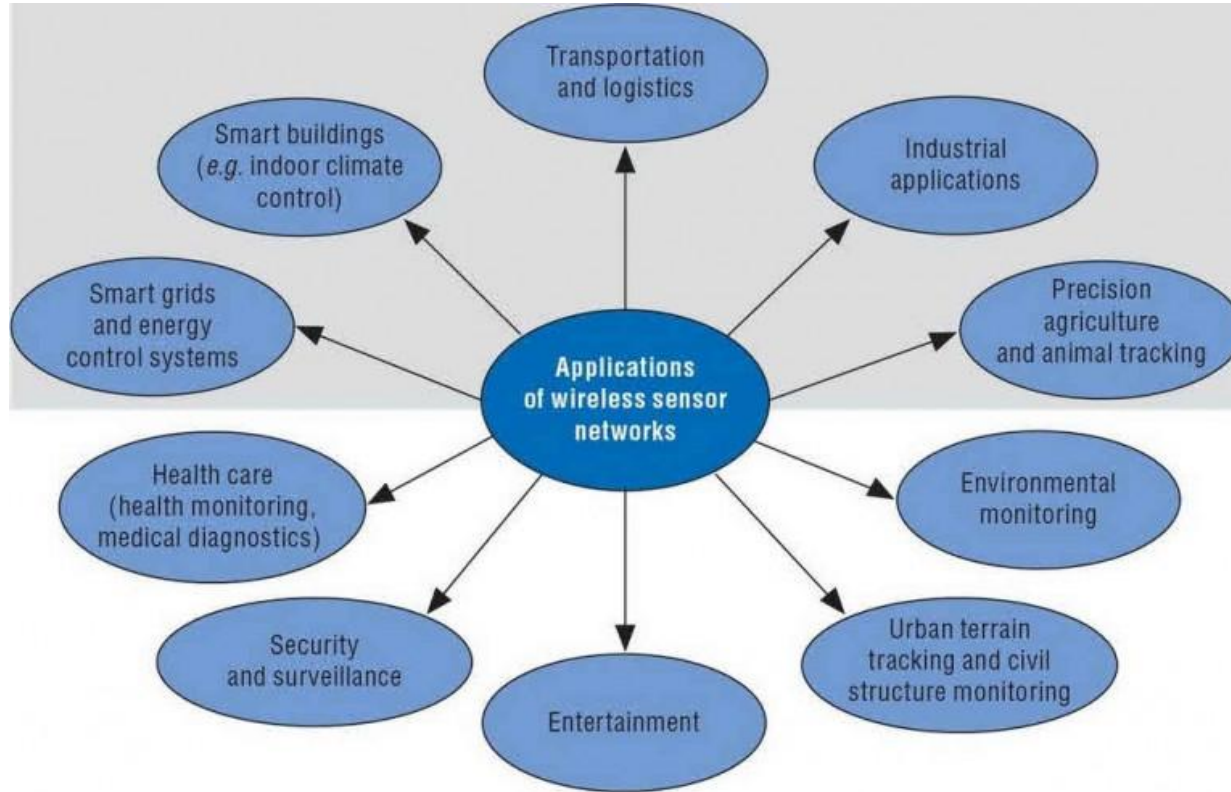 Transportation
and logistics
Smart buildings
(e.g. indoor climate
control)
Industrial
applications
Smart grids
and energy
control systems
Precision
agriculture
and animal tracking
Applications
of wireless sensor
networks
Health care
(health monitoring,
medical diagnostics)
Environmental
monitoring
Security
and surveillance
Urban terrain
tracking and civil
structure monitoring
Entertainment